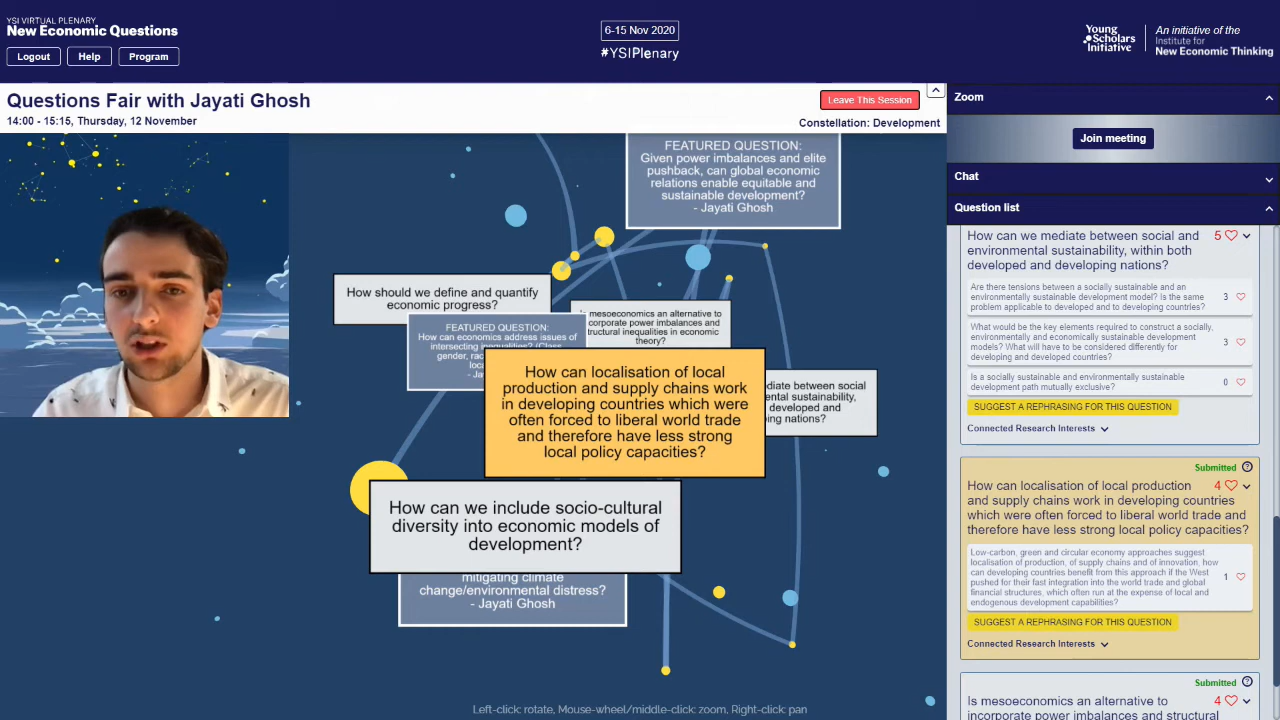 YSI VIRTUAL PLENARY
New Economic Questions
Logout
Help
Program
6-15 Nov 2020
#YSIPlenary
Young
Scholars
Initiative
An initiative of the
Institute for
New Economic Thinking
Questions Fair with Jayati Ghosh
14:00 - 15:15, Thursday, 12 November
Leave This Session
Constellation: Development
FEATURED QUESTION:
Given power imbalances and elite
pushback, can global economic
relations enable equitable and
sustainable development?
- Jayati Ghosh
How should we define and quantify
economic progress?
Is mesoeconomics an alternative to
corporate power imbalances and
structural inequalities in economic
theory?
FEATURED QUESTION:
How can economics address issues of
intersecting inequalities? (Class
gender,
How can localisation of local
production and supply chains work
in developing countries which were
often forced to liberal world trade
and therefore have less strong
local policy capacities?
mediate between social
developed and
nations?
How can we include socio-cultural
diversity into economic models of
development?
mitigating climate
change/environmental distress?
- Jayati Ghosh
Left-click: rotate, Mouse-wheel/middle-click: zoom, Right-click: pan
Zoom
Join meeting
Chat
Question list
How can we mediate between social and
environmental sustainability, within both
developed and developing nations?
5
Are there tensions between a socially sustainable and an
environmentally sustainable development model? Is the same
problem applicable to developed and to developing countries?
3
What would be the key elements required to construct a socially,
environmentally and economically sustainable development
models? What will have to be considered differently for
developing and developed countries?
3
Is a socially sustainable and environmentally sustainable
development path mutually exclusive?
0
SUGGEST A REPHRASING FOR THIS QUESTION
Connected Research Interests
Submitted
How can localisation of local production
and supply chains work in developing countries
which were often forced to liberal world trade and
therefore have less strong local policy capacities?
4
Low-carbon, green and circular economy approaches suggest
localisation of production, of supply chains and of innovation, how
can developing countries benefit from this approach if the West
pushed for their fast integration into the world trade and global
financial structures, which often run at the expense of local and
endogenous development capabilities?
1
SUGGEST A REPHRASING FOR THIS QUESTION
Connected Research Interests
Submitted
Is mesoeconomics an alternative to
incorporate power imbalances and structural
4